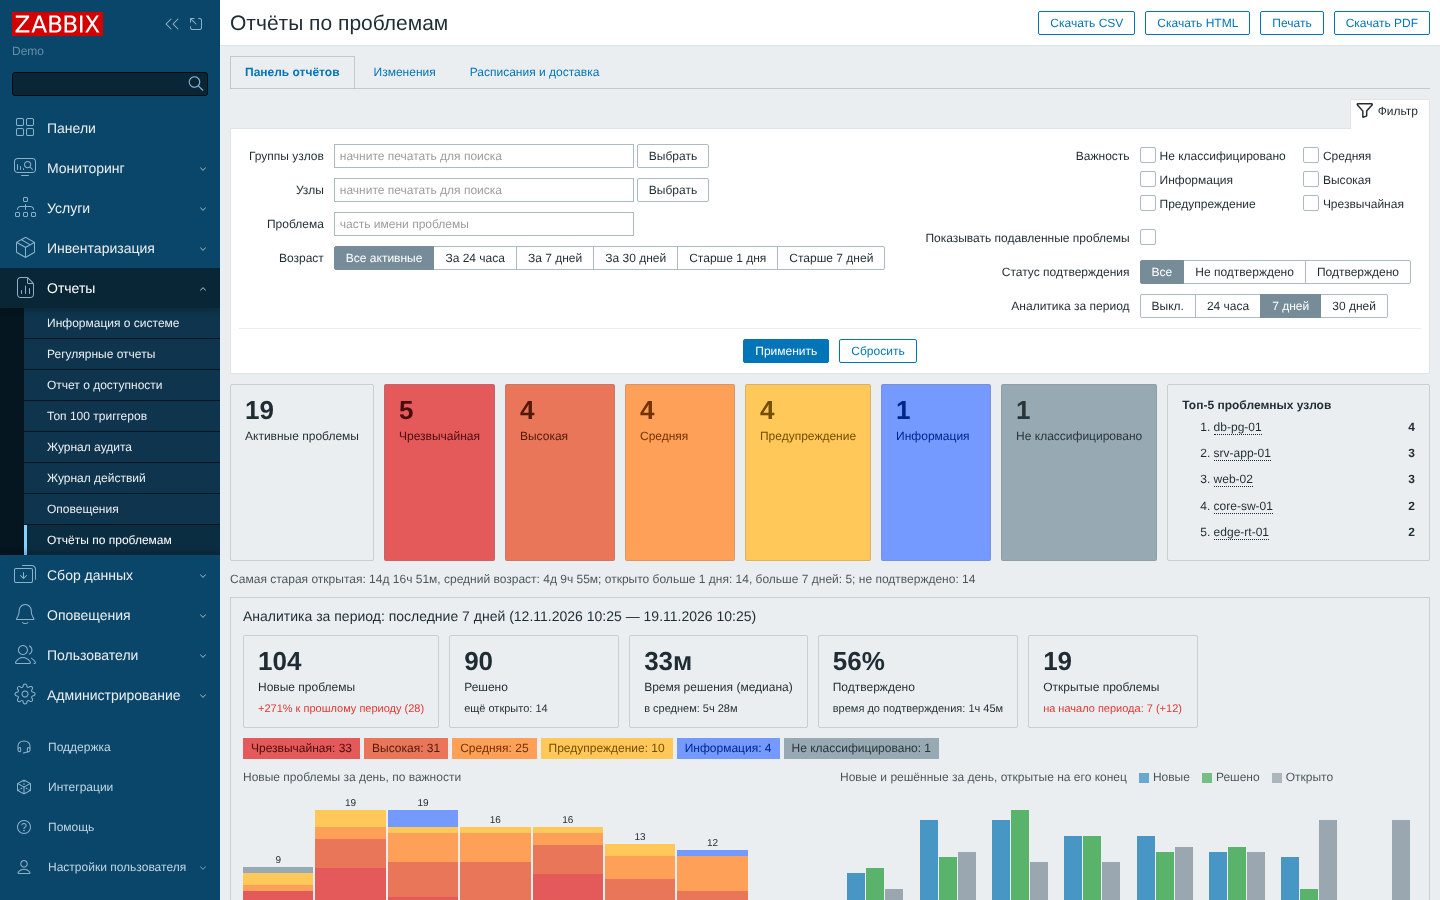 ZABBIX
Demo
Панели
Мониторинг
Услуги
Инвентаризация
Отчеты
Информация о системе
Регулярные отчеты
Отчет о доступности
Топ 100 триггеров
Журнал аудита
Журнал действий
Оповещения
Отчёты по проблемам
Сбор данных
Оповещения
Пользователи
Администрирование
Поддержка
Интеграции
Помощь
Настройки пользователя
Отчёты по проблемам
Скачать CSV
Скачать HTML
Печать
Скачать PDF
Панель отчётов
Изменения
Расписания и доставка
Фильтр
Группы узлов начните печатать для поиска Выбрать
Узлы начните печатать для поиска Выбрать
Проблема часть имени проблемы
Возраст Все активные За 24 часа За 7 дней За 30 дней Старше 1 дня Старше 7 дней
Важность Не классифицировано Средняя
Информация Высокая
Предупреждение Чрезвычайная
Показывать подавленные проблемы
Статус подтверждения Все Не подтверждено Подтверждено
Аналитика за период Выкл. 24 часа 7 дней 30 дней
Применить Сбросить
19
Активные проблемы
5
Чрезвычайная
4
Высокая
4
Средняя
4
Предупреждение
1
Информация
1
Не классифицировано
Топ-5 проблемных узлов
1. db-pg-01 4
2. srv-app-01 3
3. web-02 3
4. core-sw-01 2
5. edge-rt-01 2
Самая старая открытая: 14д 16ч 51м, средний возраст: 4д 9ч 55м; открыто больше 1 дня: 14, больше 7 дней: 5; не подтверждено: 14
Аналитика за период: последние 7 дней (12.11.2026 10:25 — 19.11.2026 10:25)
104
Новые проблемы
+271% к прошлому периоду (28)
90
Решено
ещё открыто: 14
33м
Время решения (медиана)
в среднем: 5ч 28м
56%
Подтверждено
время до подтверждения: 1ч 45м
19
Открытые проблемы
на начало периода: 7 (+12)
Чрезвычайная: 33 Высокая: 31 Средняя: 25 Предупреждение: 10 Информация: 4 Не классифицировано: 1
Новые проблемы за день, по важности
9 19 19 16 16 13 12
Новые и решённые за день, открытые на его конец Новые Решено Открыто